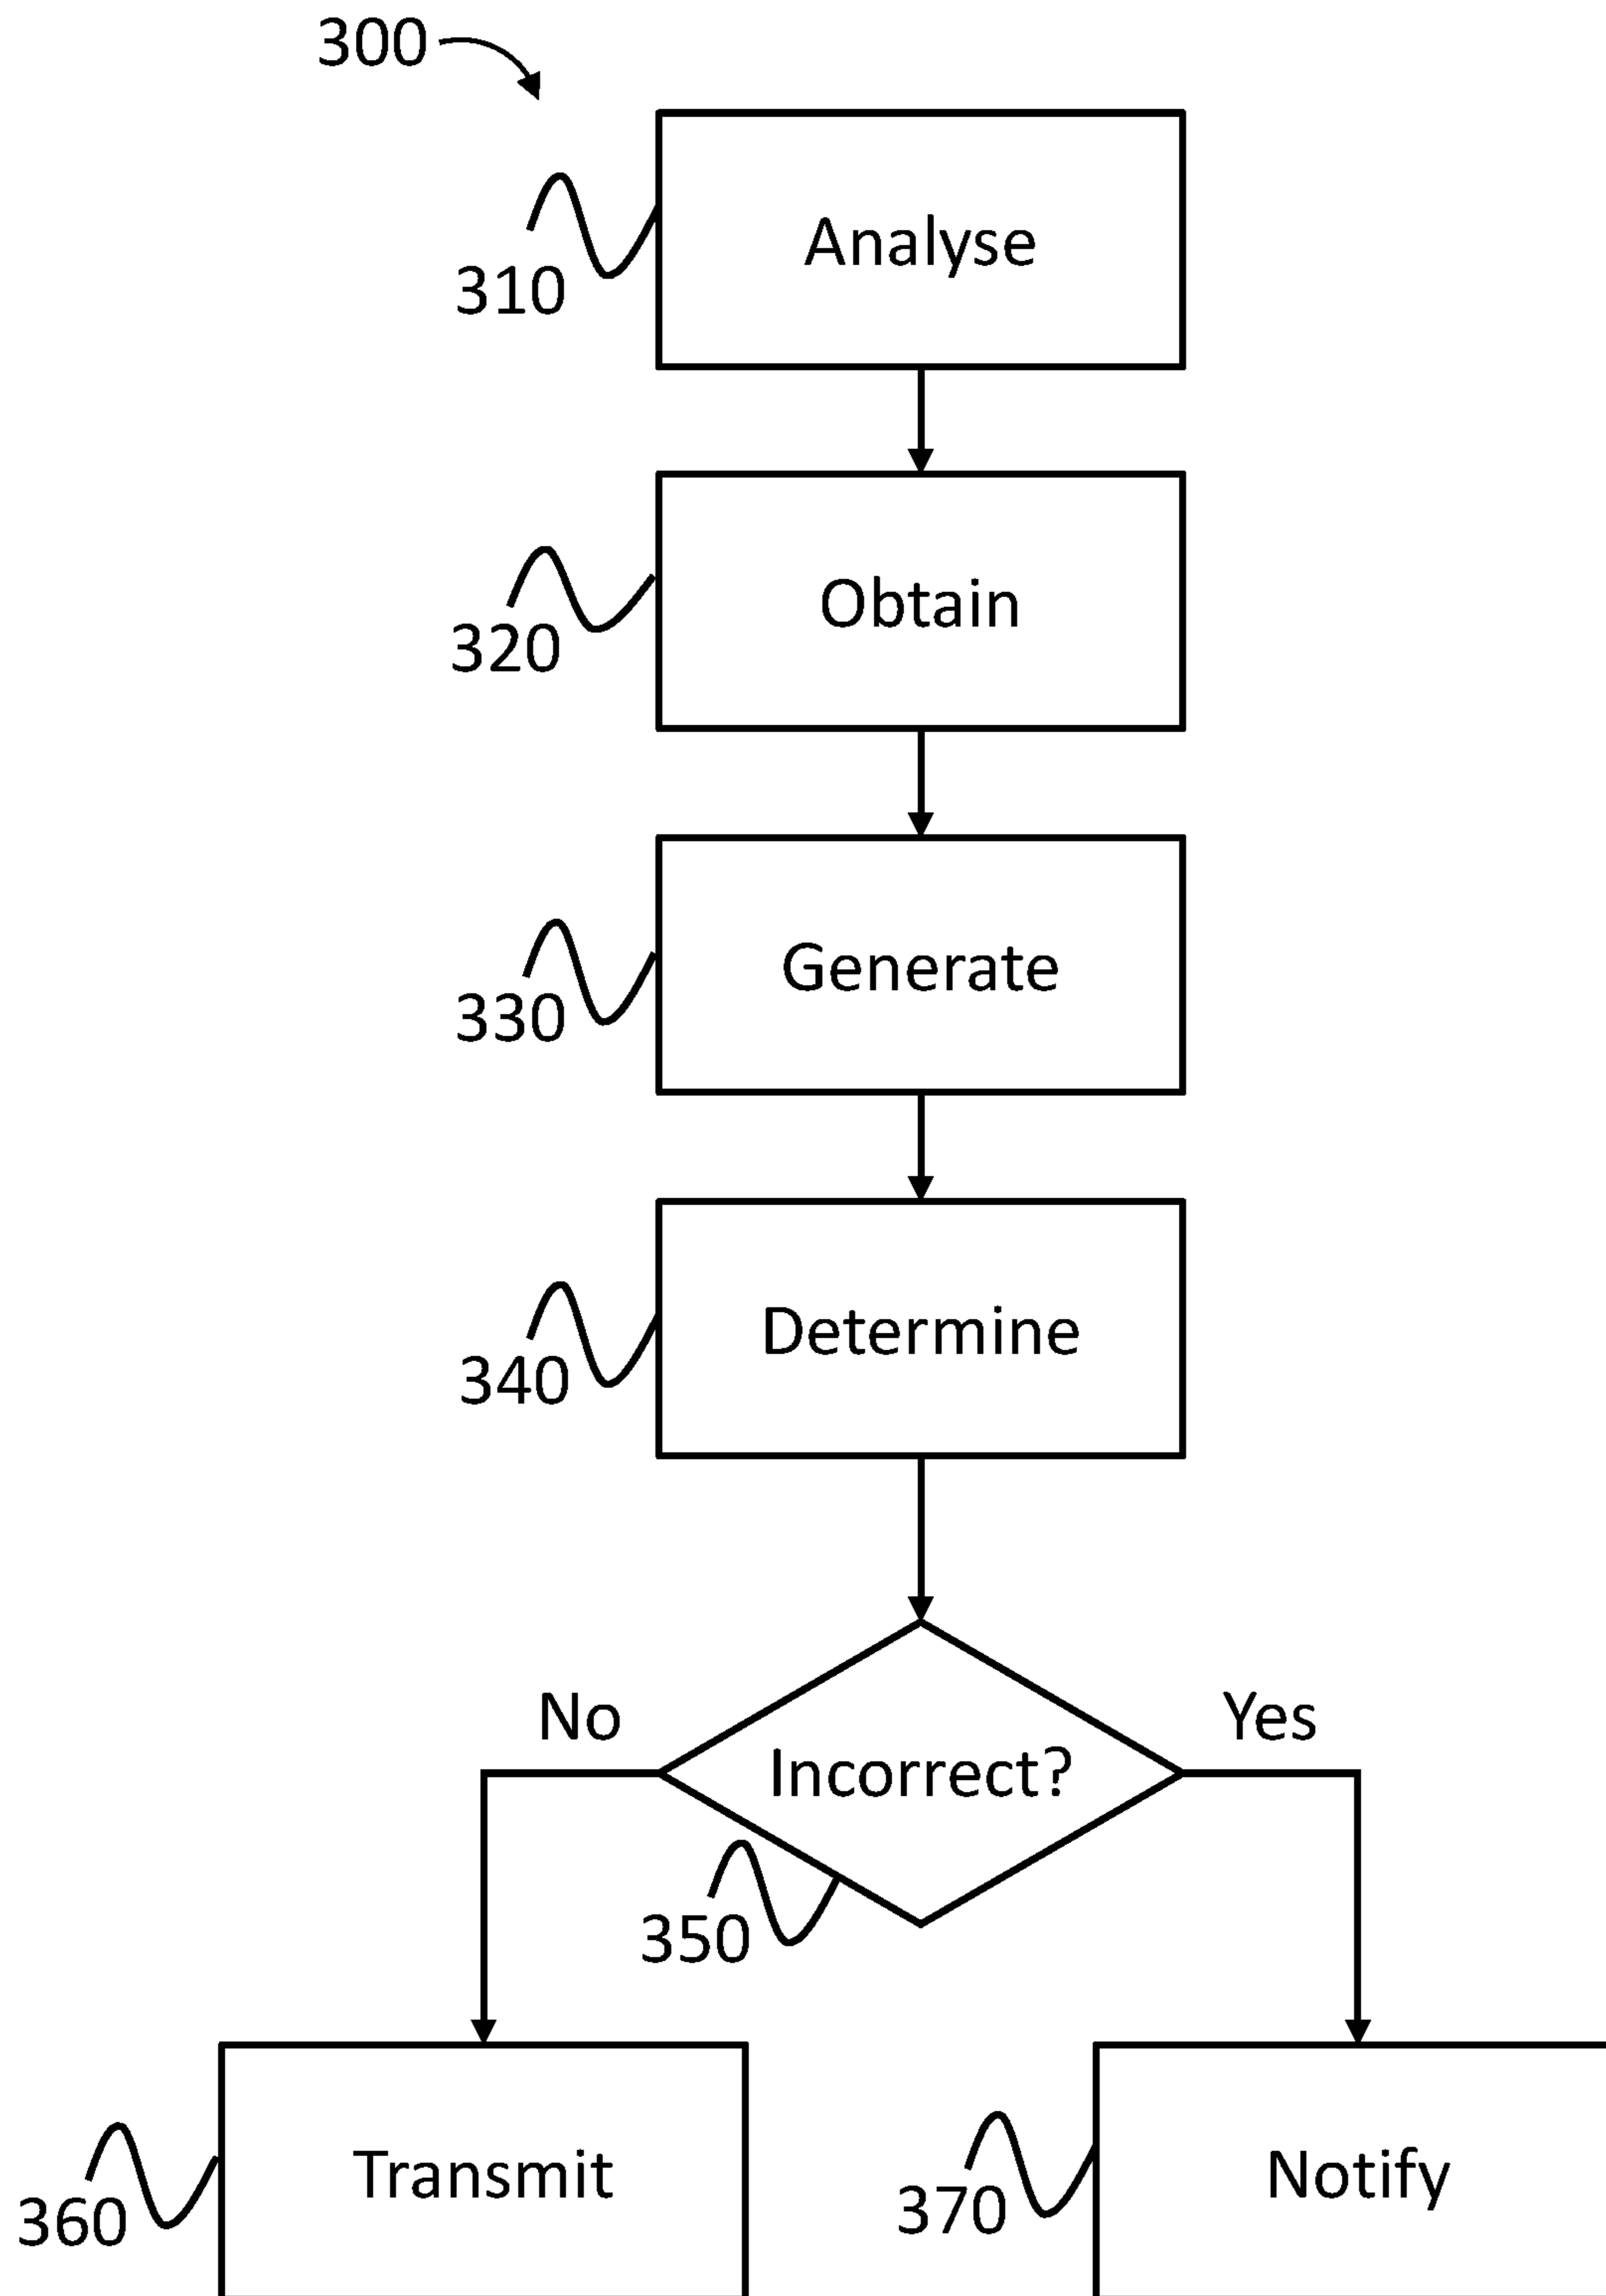 300
Analyse
310
Obtain
320
Generate
330
Determine
340
No
Yes
Incorrect?
350
Transmit
360
Notify
370